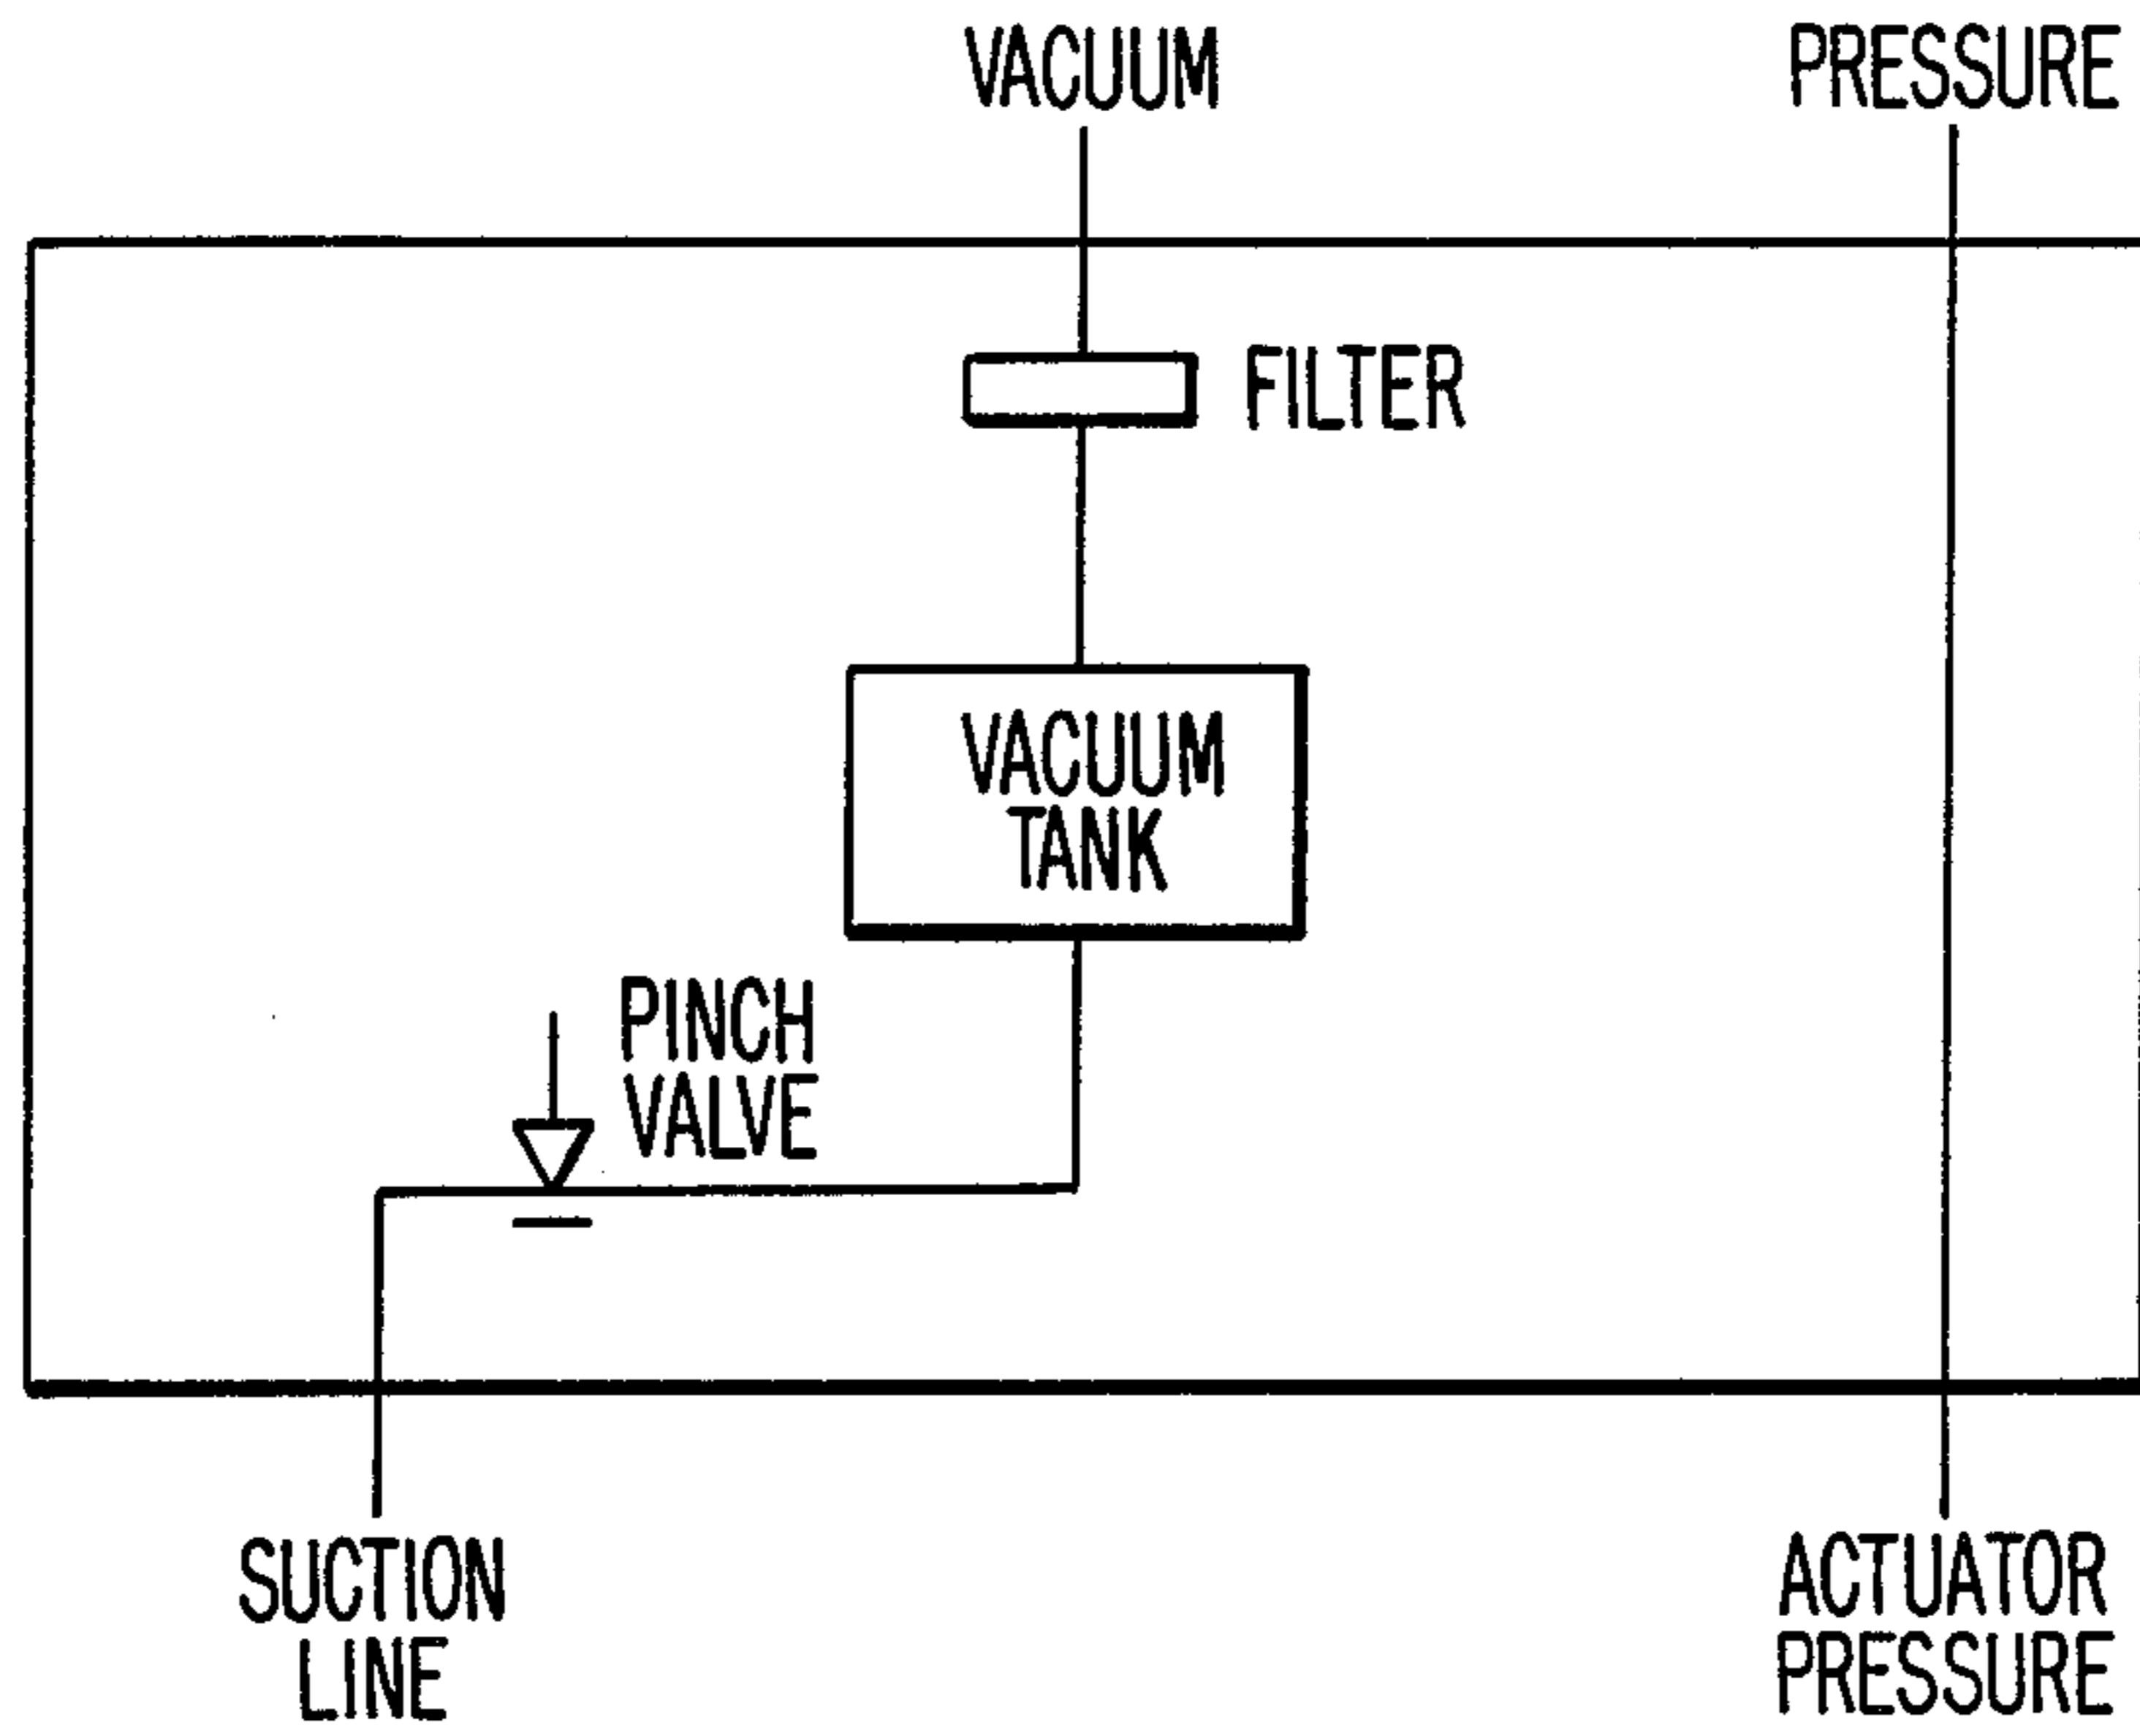 VACUUM
PRESSURE
FILTER
VACUUM
TANK
PINCH
VALVE
SUCTION
LINE
ACTUATOR
PRESSURE